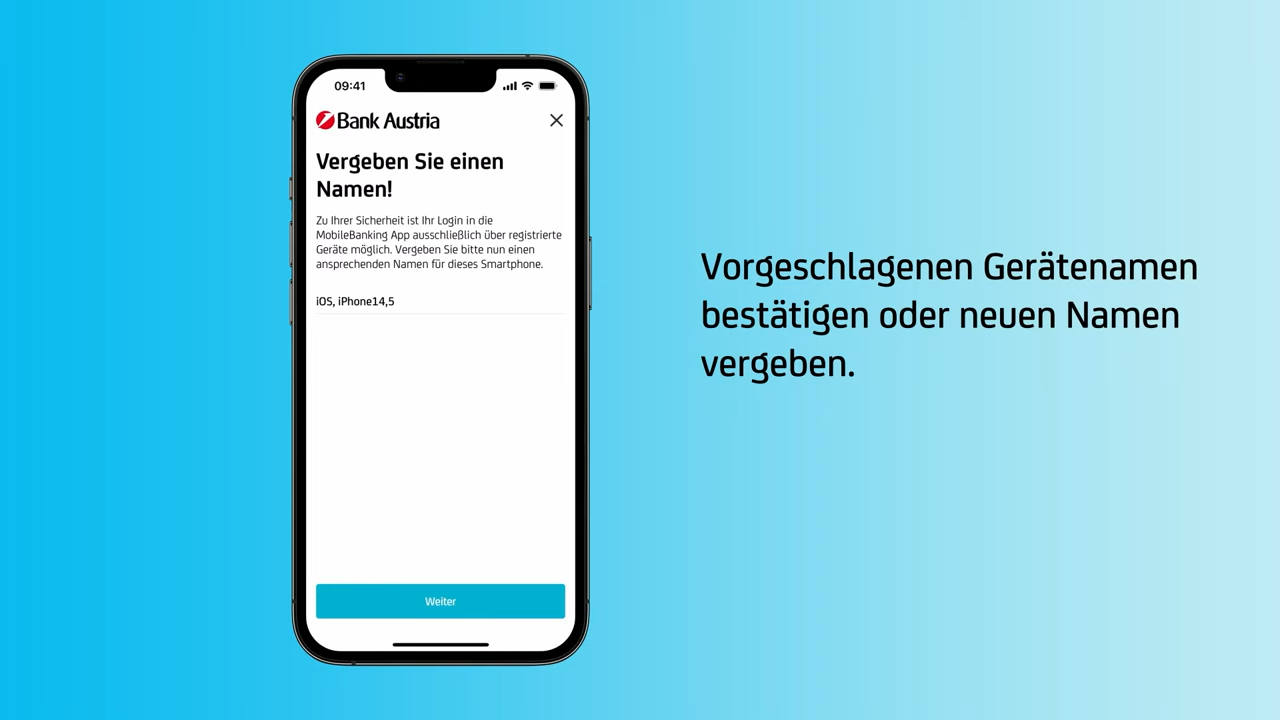 09:41
Bank Austria
Vergeben Sie einen
Namen!
Zu Ihrer Sicherheit ist Ihr Login in die
MobileBanking App ausschließlich über registrierte
Geräte möglich. Vergeben Sie bitte nun einen
ansprechenden Namen für dieses Smartphone.
iOS, iPhone14,5
Weiter
Vorgeschlagenen Gerätenamen
bestätigen oder neuen Namen
vergeben.